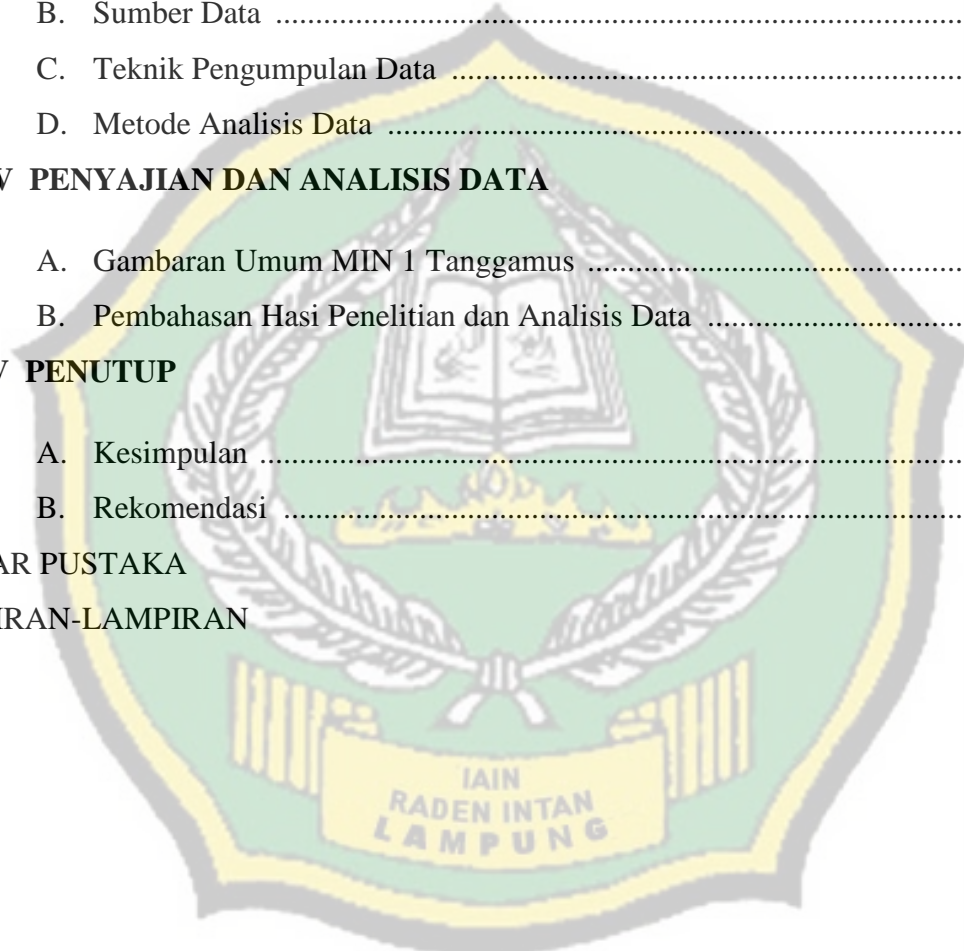 B. Sumber Data ........................................................................................
C. Teknik Pengumpulan Data .................................................................
D. Metode Analisis Data .........................................................................
V PENYAJIAN DAN ANALISIS DATA
A. Gambaran Umum MIN 1 Tanggamus ................................................
B. Pembahasan Hasi Penelitian dan Analisis Data .................................
V PENUTUP
A. Kesimpulan .........................................................................................
B. Rekomendasi ......................................................................................
AR PUSTAKA
IRAN-LAMPIRAN
IAIN
RADEN INTAN
LAMPUNG